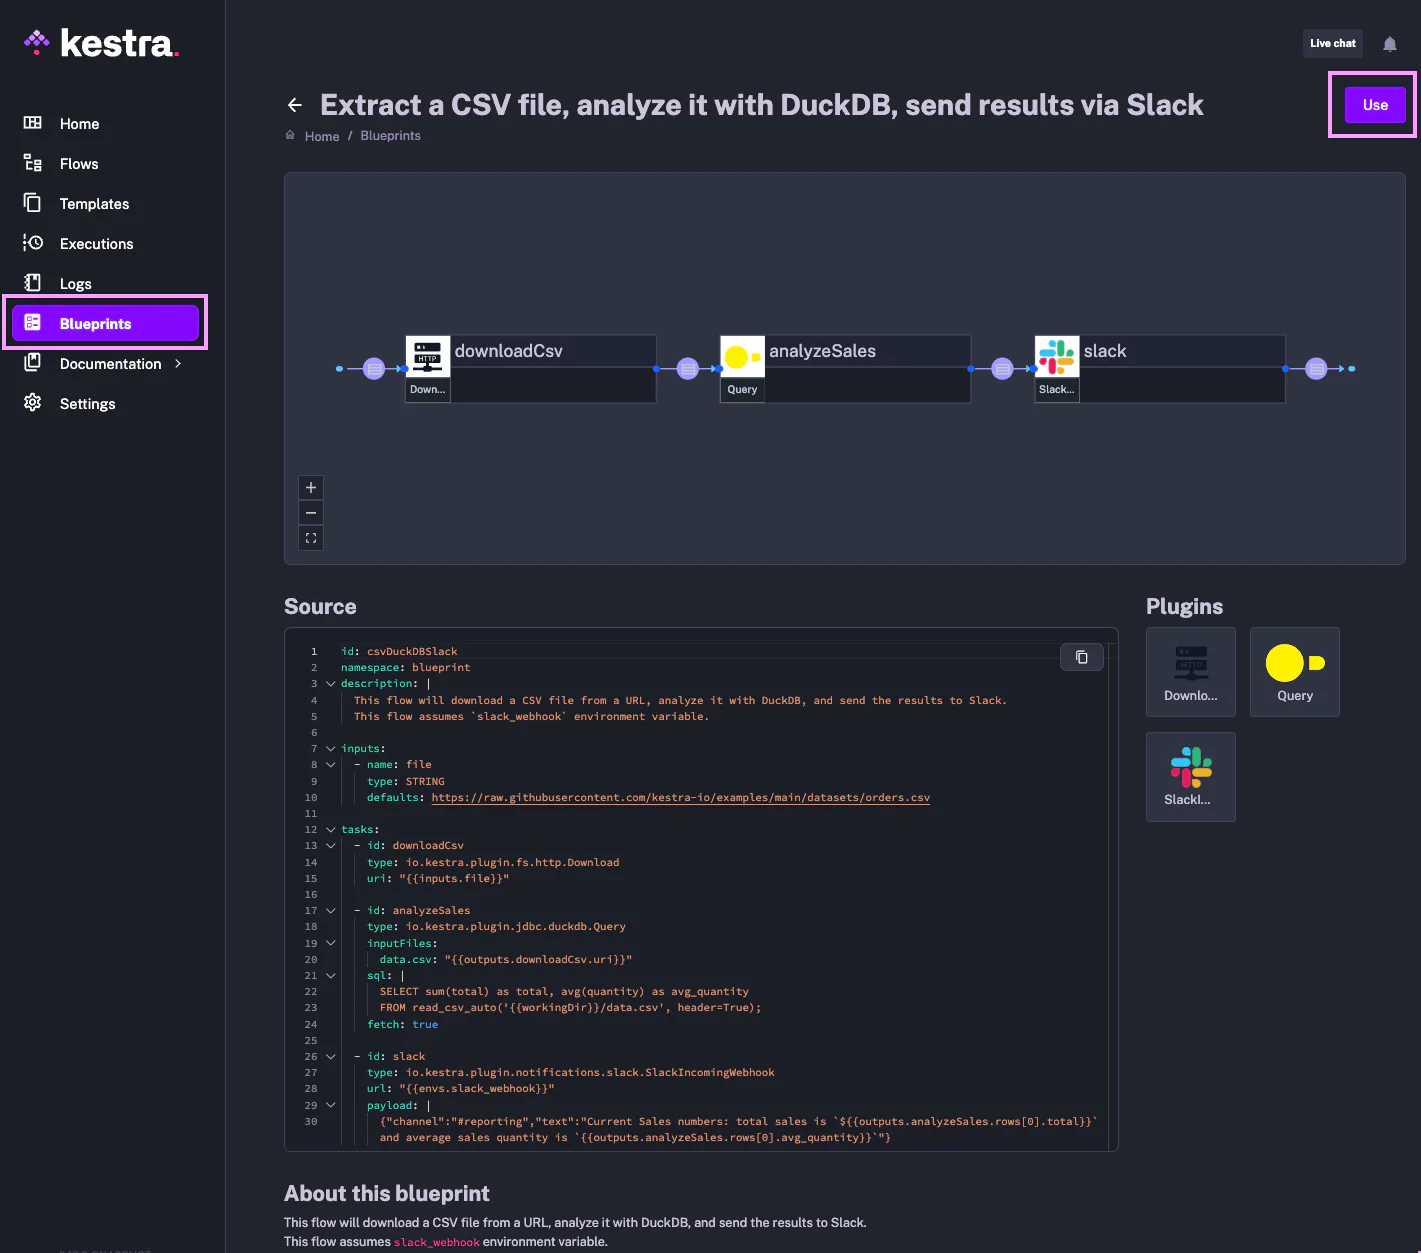 kestra.
Live chat
Extract a CSV file, analyze it with DuckDB, send results via Slack
Use
Home / Blueprints
Home
Flows
Templates
Executions
Logs
Blueprints
Documentation
Settings
downloadCsv
HTTP
Down...
analyzeSales
Query
slack
Slack...
Source
1 id: csvDuckDBSlack
2 namespace: blueprint
3 description: |
4 This flow will download a CSV file from a URL, analyze it with DuckDB, and send the results to Slack.
5 This flow assumes `slack_webhook` environment variable.
6
7 inputs:
8 - name: file
9 type: STRING
10 defaults: https://raw.githubusercontent.com/kestra-io/examples/main/datasets/orders.csv
11
12 tasks:
13 - id: downloadCsv
14 type: io.kestra.plugin.fs.http.Download
15 uri: "{{inputs.file}}"
16
17 - id: analyzeSales
18 type: io.kestra.plugin.jdbc.duckdb.Query
19 inputFiles:
20 data.csv: "{{outputs.downloadCsv.uri}}"
21 sql: |
22 SELECT sum(total) as total, avg(quantity) as avg_quantity
23 FROM read_csv_auto('{{workingDir}}/data.csv', header=True);
24 fetch: true
25
26 - id: slack
27 type: io.kestra.plugin.notifications.slack.SlackIncomingWebhook
28 url: "{{envs.slack_webhook}}"
29 payload: |
30 {"channel":"#reporting","text":"Current Sales numbers: total sales is `${{outputs.analyzeSales.rows[0].total}}`
and average sales quantity is `{{outputs.analyzeSales.rows[0].avg_quantity}}`"}
Plugins
HTTP
Downlo...
Query
SlackI...
About this blueprint
This flow will download a CSV file from a URL, analyze it with DuckDB, and send the results to Slack.
This flow assumes slack_webhook environment variable.